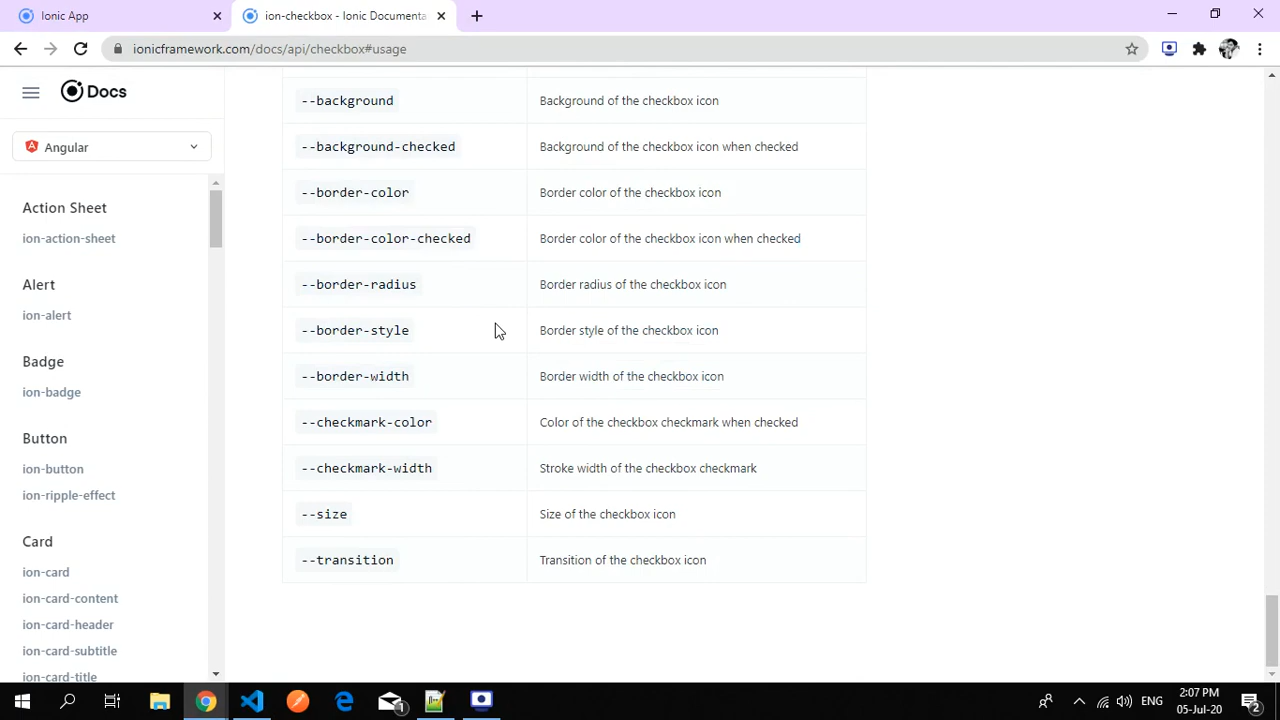 Ionic App
ion-checkbox - Ionic Documenta
ionicframework.com/docs/api/checkbox#usage
Docs
Angular
Action Sheet
ion-action-sheet
Alert
ion-alert
Badge
ion-badge
Button
ion-button
ion-ripple-effect
Card
ion-card
ion-card-content
ion-card-header
ion-card-subtitle
ion-card-title
--background Background of the checkbox icon
--background-checked Background of the checkbox icon when checked
--border-color Border color of the checkbox icon
--border-color-checked Border color of the checkbox icon when checked
--border-radius Border radius of the checkbox icon
--border-style Border style of the checkbox icon
--border-width Border width of the checkbox icon
--checkmark-color Color of the checkbox checkmark when checked
--checkmark-width Stroke width of the checkbox checkmark
--size Size of the checkbox icon
--transition Transition of the checkbox icon
1
ENG
2:07 PM
05-Jul-20
2